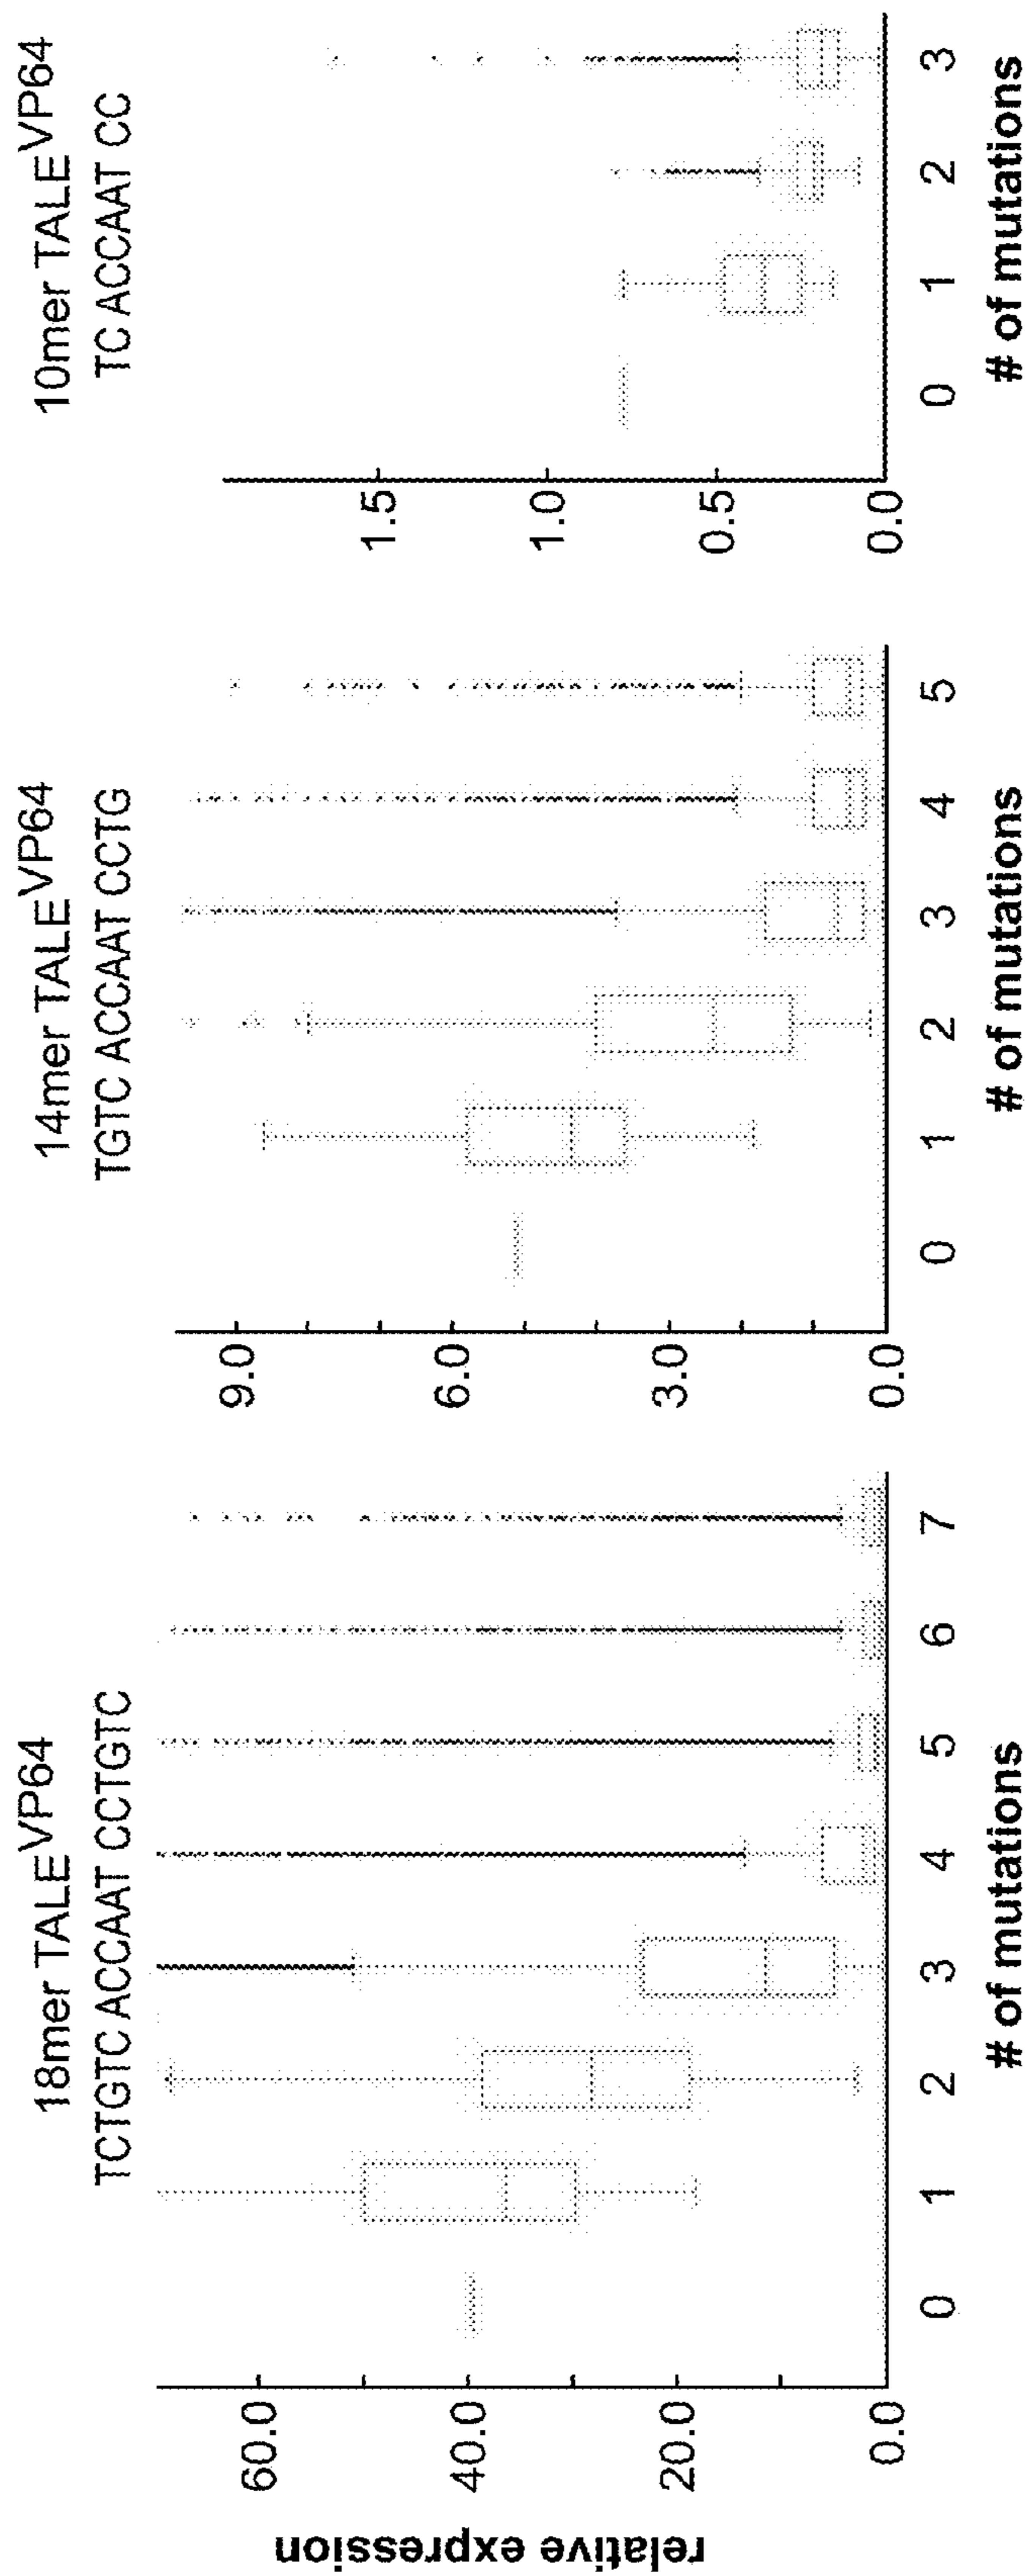 18mer TALE^VP64
TCTGTC ACCAAT CCTGTC
relative expression
60.0
40.0
20.0
0.0
0 1 2 3 4 5 6 7
# of mutations
14mer TALE^VP64
TGTC ACCAAT CCTG
9.0
6.0
3.0
0.0
0 1 2 3 4 5
# of mutations
10mer TALE^VP64
TC ACCAAT CC
1.5
1.0
0.5
0.0
0 1 2 3
# of mutations